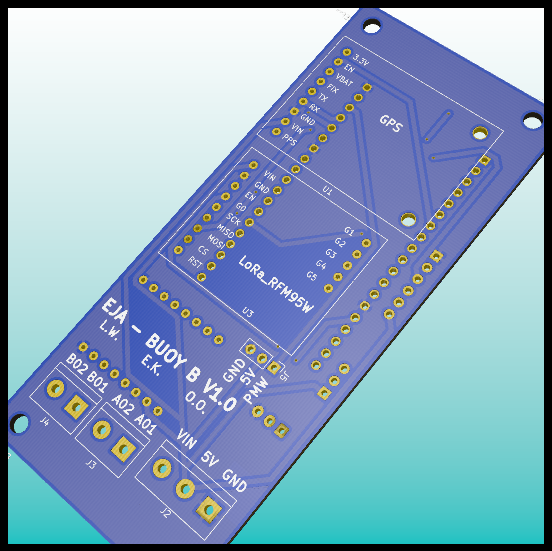 3.3V
EN
VBAT
FIX
TX
RX
GND
VIN
PPS
GPS
U1
VIN
GND
EN
G0
SCK
MISO
MOSI
CS
RST
G1
G2
G3
G4
G5
LoRa_RFM95W
U3
EJA - BUOY B V1.0
L.W.
E.K.
D.O.
GND
5V
PMW
B02 B01
A02 A01
VIN 5V GND
J4
J3
J2